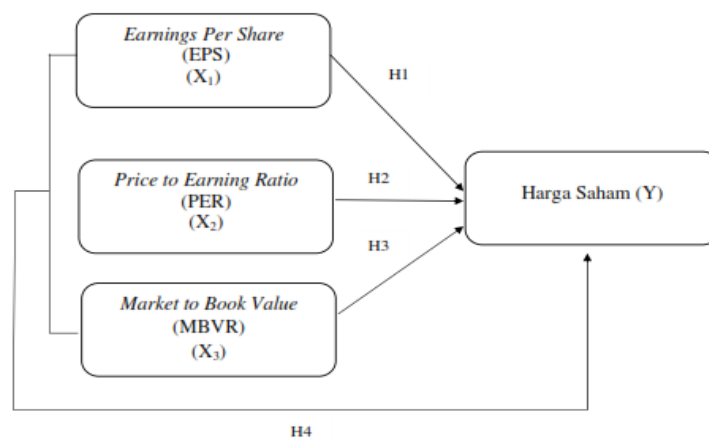 Earnings Per Share
(EPS)
(X₁)
H1
Price to Earning Ratio
(PER)
(X₂)
H2
Harga Saham (Y)
H3
Market to Book Value
(MBVR)
(X₃)
H4